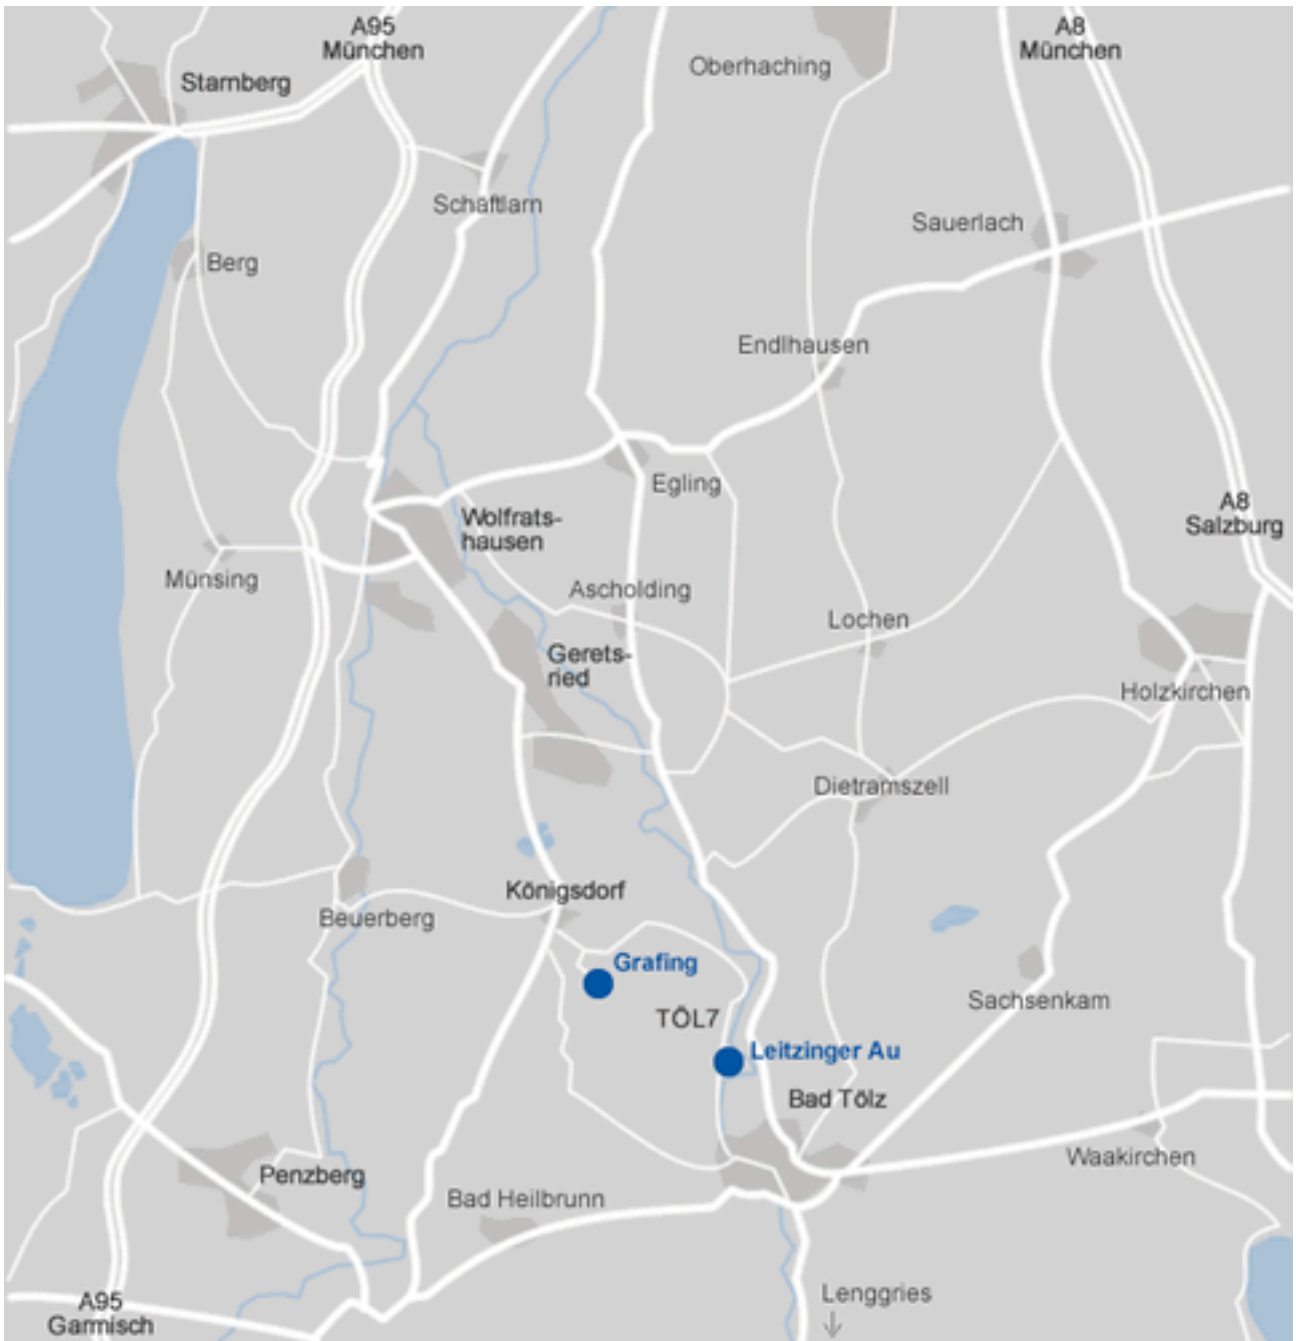 A95
München
A8
München
Oberhaching
Starnberg
Schäftlarn
Sauerlach
Berg
Endlhausen
Egling
A8
Salzburg
Wolfrats-
hausen
Münsing
Ascholding
Lochen
Gerets-
ried
Holzkirchen
Dietramszell
Königsdorf
Beuerberg
Grafing
Sachsenkam
TÖL7
Leitzinger Au
Bad Tölz
Waakirchen
Penzberg
Bad Heilbrunn
Lenggries
A95
Garmisch